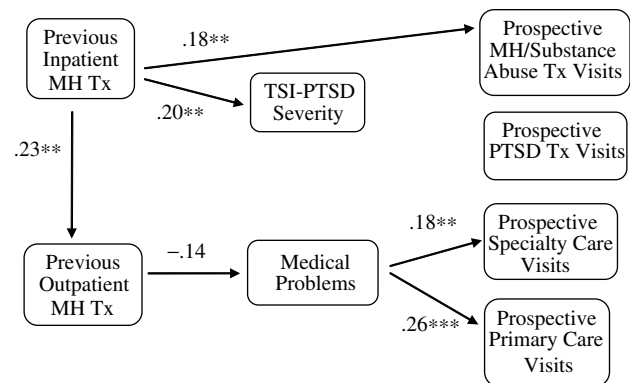 Previous
Inpatient
MH Tx
.18**
Prospective
MH/Substance
Abuse Tx Visits
.20**
TSI-PTSD
Severity
Prospective
PTSD Tx Visits
.23**
Previous
Outpatient
MH Tx
−.14
Medical
Problems
.18**
Prospective
Specialty Care
Visits
.26***
Prospective
Primary Care
Visits